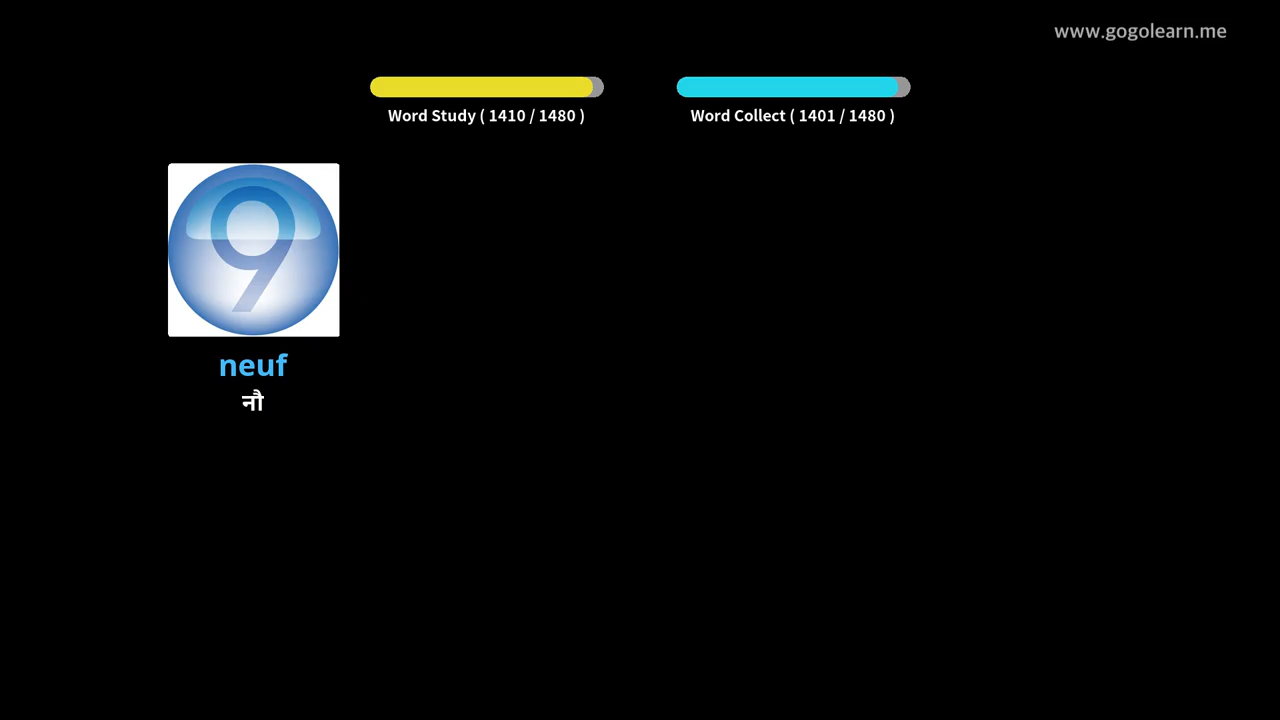 www.gogolearn.me
Word Study ( 1410 / 1480 )
Word Collect ( 1401 / 1480 )
9
neuf
नौ